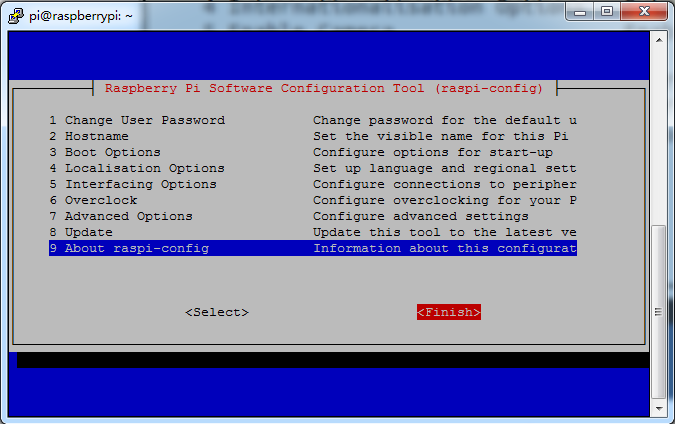 pi@raspberrypi: ~
4 Internationalisation Option
Raspberry Pi Software Configuration Tool (raspi-config)
1 Change User Password Change password for the default u
2 Hostname Set the visible name for this Pi
3 Boot Options Configure options for start-up
4 Localisation Options Set up language and regional sett
5 Interfacing Options Configure connections to peripher
6 Overclock Configure overclocking for your P
7 Advanced Options Configure advanced settings
8 Update Update this tool to the latest ve
9 About raspi-config Information about this configurat
<Select> <Finish>